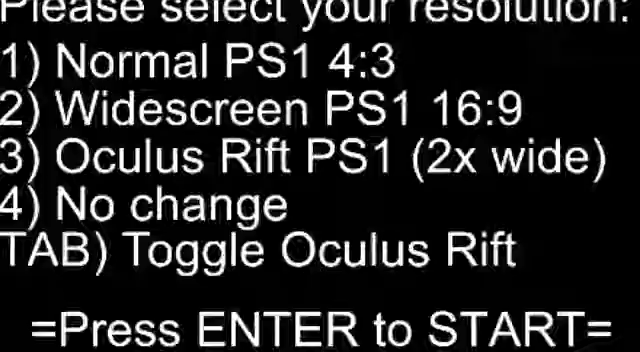 Please select your resolution:
1) Normal PS1 4:3
2) Widescreen PS1 16:9
3) Oculus Rift PS1 (2x wide)
4) No change
TAB) Toggle Oculus Rift
=Press ENTER to START=